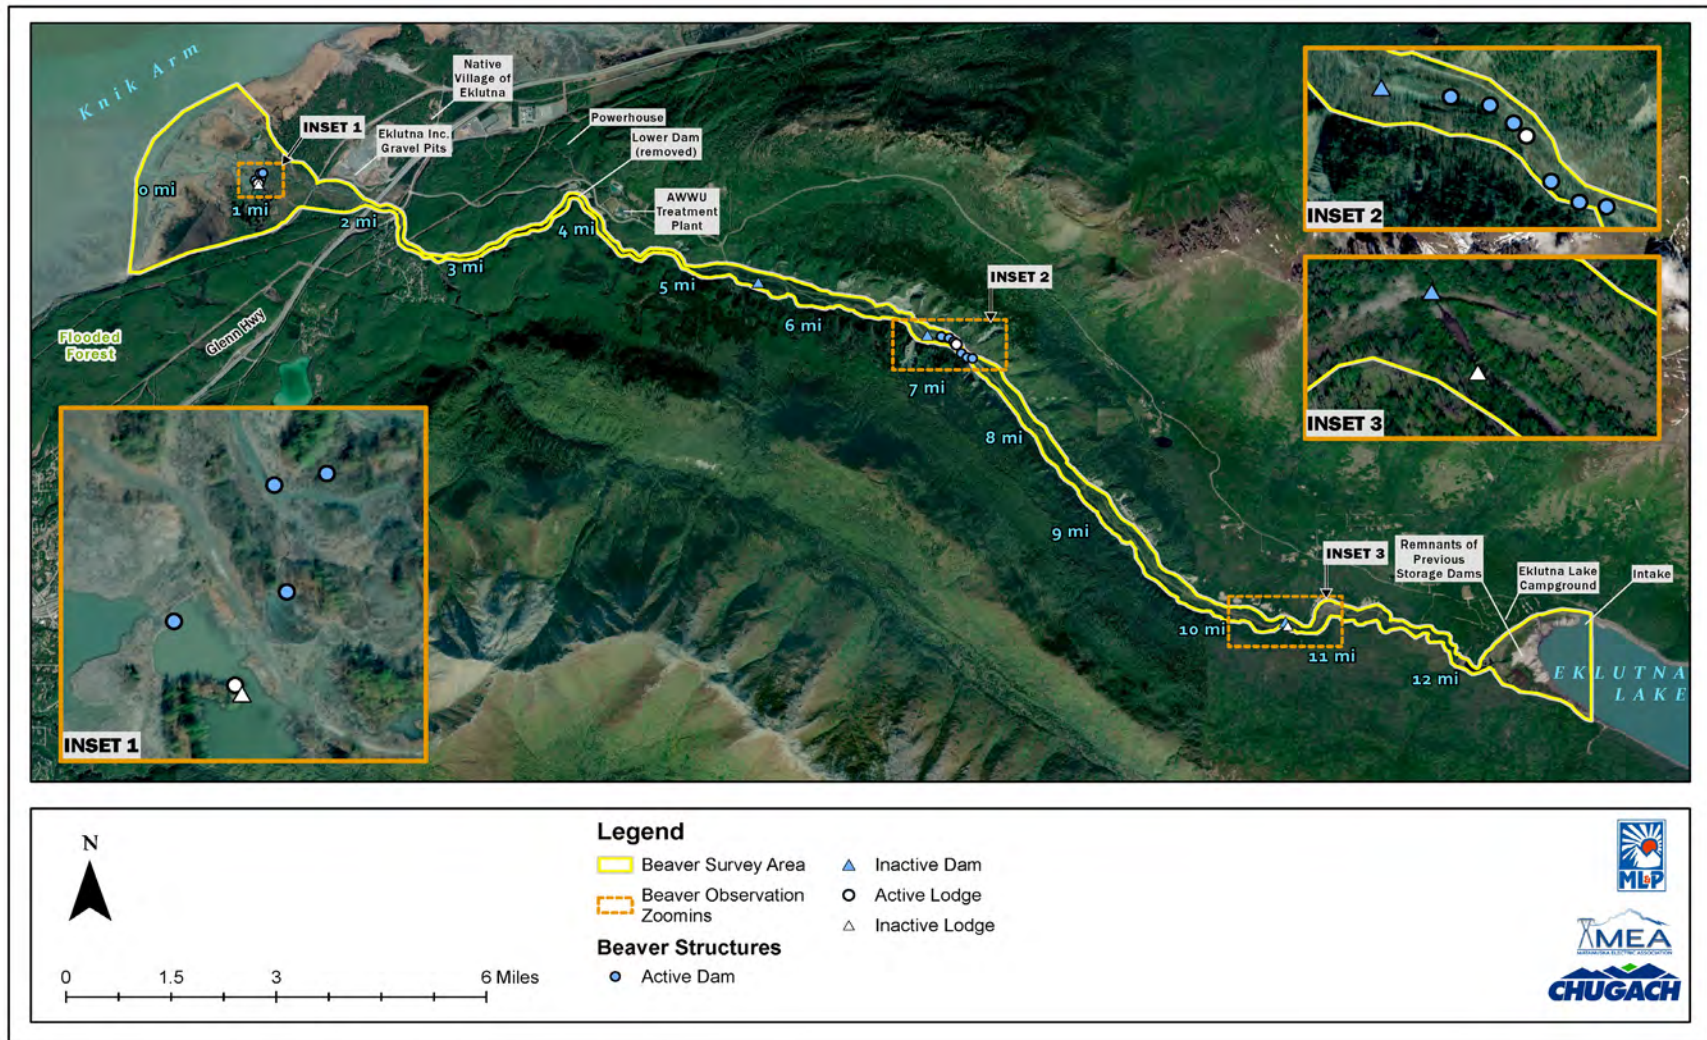 Knik Arm
Native
Village of
Eklutna
INSET 1
Eklutna Inc.
Gravel Pits
Powerhouse
Lower Dam
(removed)
AWWU
Treatment
Plant
INSET 2
0 mi
1 mi
2 mi
3 mi
4 mi
5 mi
6 mi
7 mi
8 mi
9 mi
10 mi
11 mi
12 mi
Glenn Hwy
Flooded
Forest
INSET 2
INSET 3
INSET 3
Remnants of
Previous
Storage Dams
Eklutna Lake
Campground
Intake
EKLUTNA
LAKE
INSET 1
N
0 1.5 3 6 Miles
Legend
Beaver Survey Area
Beaver Observation
Zoomins
Beaver Structures
Active Dam
Inactive Dam
Active Lodge
Inactive Lodge
ML&P
MEA
MATANUSKA ELECTRIC ASSOCIATION
CHUGACH